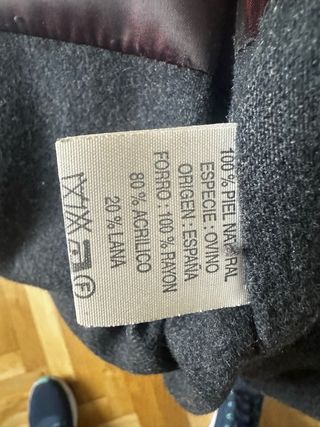 100% PIEL NATURAL
ESPECIE: OVINO
ORIGEN: ESPAÑA
FORRO: 100% RAYON
80% ACRILICO
20% LANA